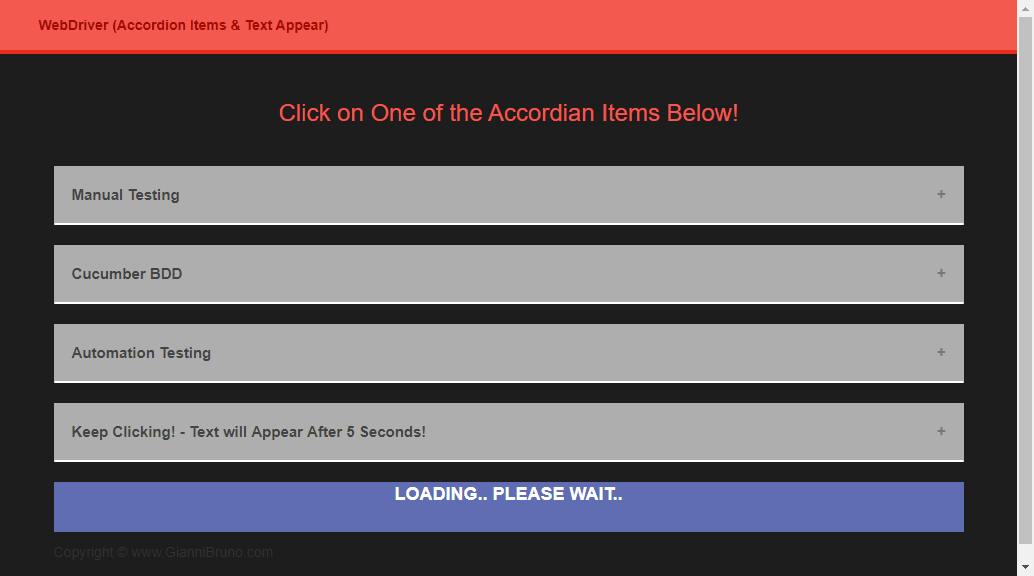 WebDriver (Accordion Items & Text Appear)
Click on One of the Accordian Items Below!
Manual Testing +
Cucumber BDD +
Automation Testing +
Keep Clicking! - Text will Appear After 5 Seconds! +
LOADING.. PLEASE WAIT..
Copyright © www.GianniBruno.com